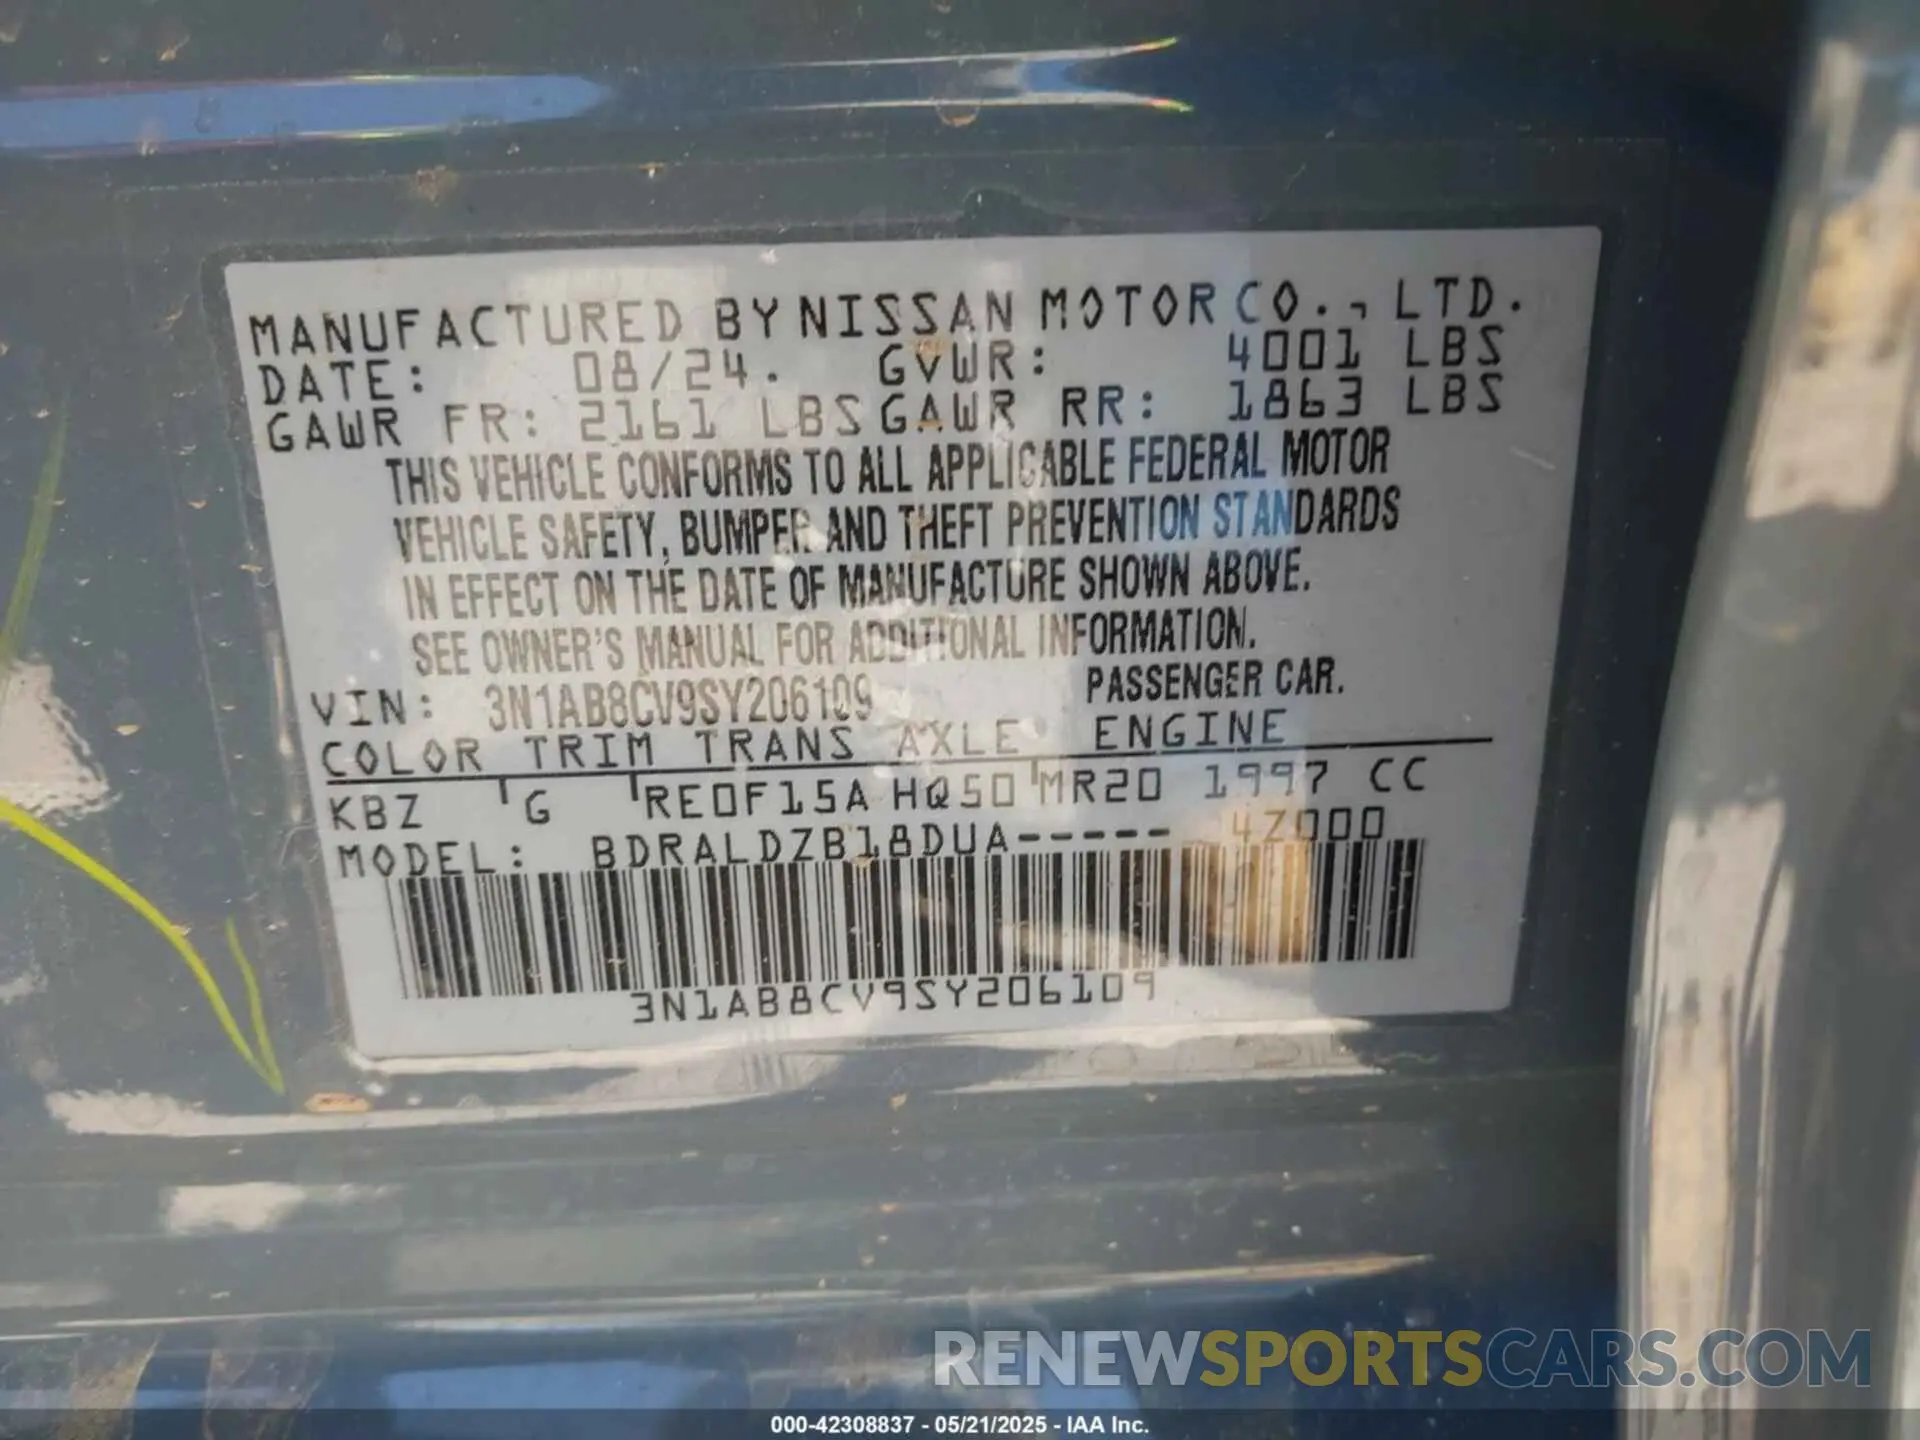 MANUFACTURED BY NISSAN MOTOR CO., LTD.
DATE: 08/24. GVWR: 4001 LBS
GAWR FR: 2161 LBS GAWR RR: 1863 LBS
THIS VEHICLE CONFORMS TO ALL APPLICABLE FEDERAL MOTOR
VEHICLE SAFETY, BUMPER AND THEFT PREVENTION STANDARDS
IN EFFECT ON THE DATE OF MANUFACTURE SHOWN ABOVE.
SEE OWNER'S MANUAL FOR ADDITIONAL INFORMATION.
VIN: 3N1AB8CV9SY206109 PASSENGER CAR.
COLOR TRIM TRANS AXLE ENGINE
KBZ G RE0F15A HQ50 MR20 1997 CC
MODEL: BDRALDZB18DUA----- 4Z000
3N1AB8CV9SY206109
RENEWSPORTSCARS.COM
000-42308837 - 05/21/2025 - IAA Inc.